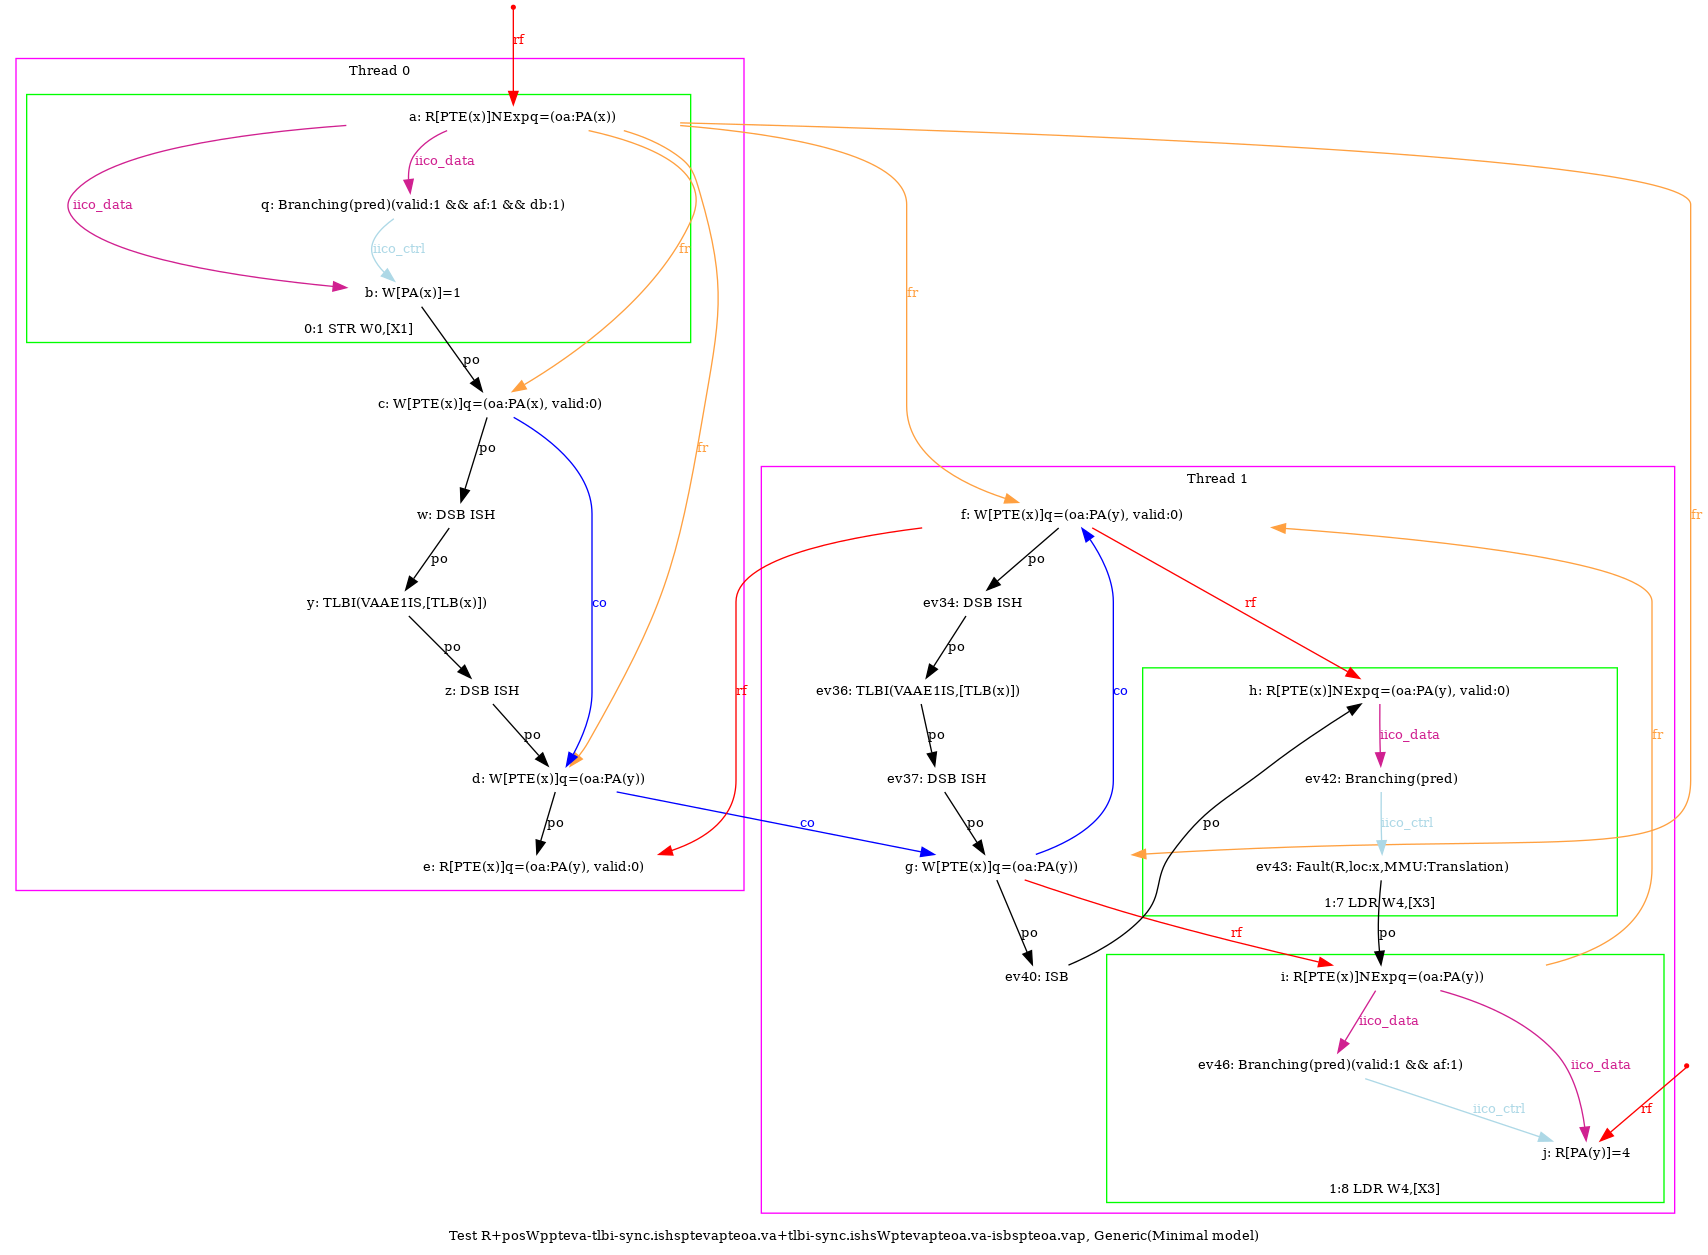 rf
Thread 0
a: R[PTE(x)]NExpq=(oa:PA(x))
iico_data
iico_data
q: Branching(pred)(valid:1 && af:1 && db:1)
iico_ctrl
fr
b: W[PA(x)]=1
fr
0:1 STR W0,[X1]
po
c: W[PTE(x)]q=(oa:PA(x), valid:0)
po
fr
w: DSB ISH
po
y: TLBI(VAAE1IS,[TLB(x)])
co
po
z: DSB ISH
rf
po
d: W[PTE(x)]q=(oa:PA(y))
po
co
e: R[PTE(x)]q=(oa:PA(y), valid:0)
Thread 1
f: W[PTE(x)]q=(oa:PA(y), valid:0)
fr
po
ev34: DSB ISH
rf
po
ev36: TLBI(VAAE1IS,[TLB(x)])
co
h: R[PTE(x)]NExpq=(oa:PA(y), valid:0)
po
iico_data
fr
ev37: DSB ISH
ev42: Branching(pred)
po
po
iico_ctrl
g: W[PTE(x)]q=(oa:PA(y))
ev43: Fault(R,loc:x,MMU:Translation)
1:7 LDR W4,[X3]
po
rf
po
ev40: ISB
i: R[PTE(x)]NExpq=(oa:PA(y))
iico_data
ev46: Branching(pred)(valid:1 && af:1)
iico_data
iico_ctrl
rf
j: R[PA(y)]=4
1:8 LDR W4,[X3]
Test R+posWppteva-tlbi-sync.ishsptevapteoa.va+tlbi-sync.ishsWptevapteoa.va-isbspteoa.vap, Generic(Minimal model)